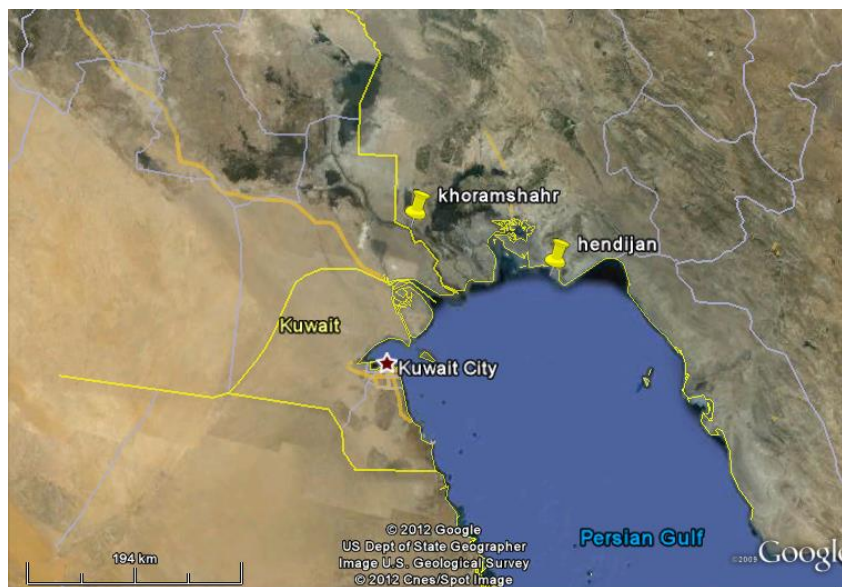 khoramshahr
hendijan
Kuwait
Kuwait City
Persian Gulf
194 km
© 2012 Google
US Dept of State Geographer
Image U.S. Geological Survey
© 2012 Cnes/Spot Image
©2009 Google